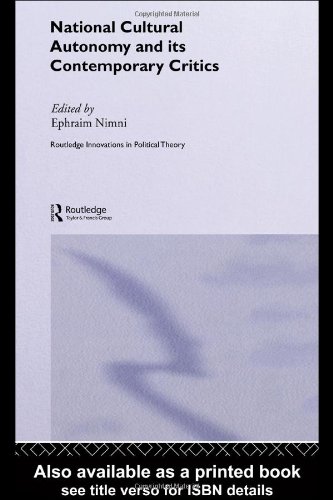 National Cultural
Autonomy and its
Contemporary Critics
Edited by
Ephraim Nimni
Routledge Innovations in Political Theory
Routledge
Taylor & Francis Group
Also available as a printed book
see title verso for ISBN details